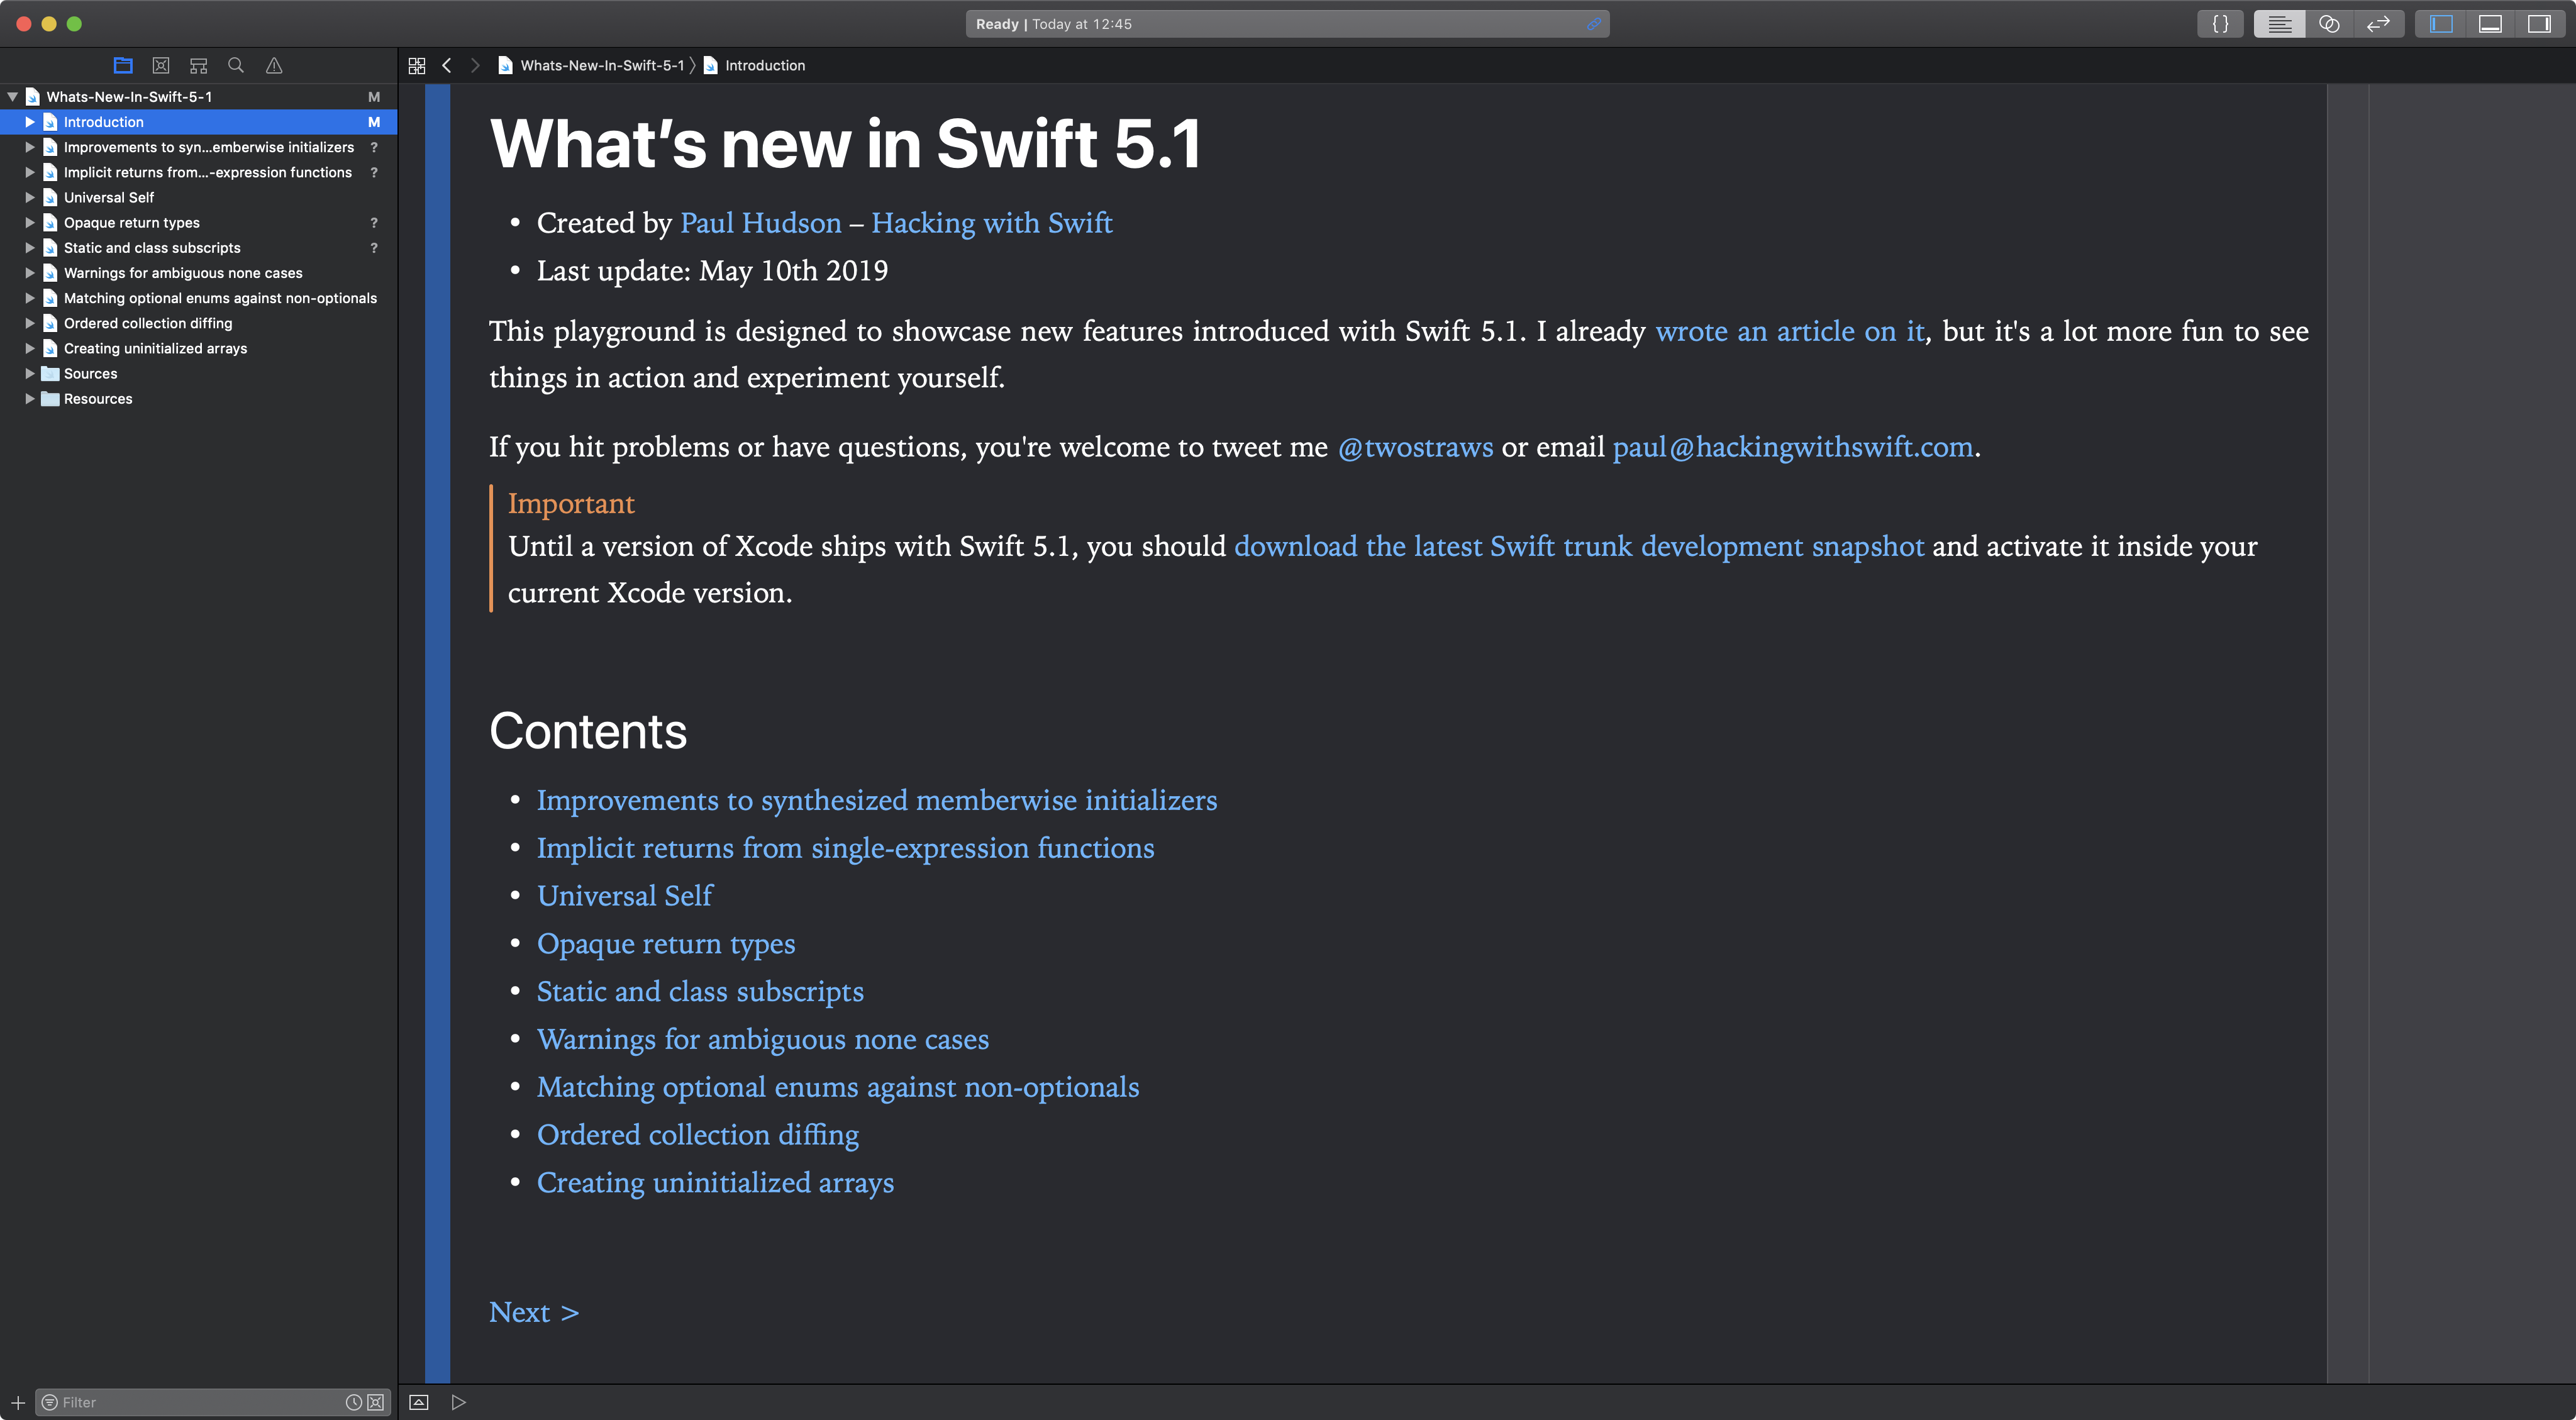 Ready | Today at 12:45
{}
Whats-New-In-Swift-5-1 M
Introduction M
Improvements to syn...emberwise initializers ?
Implicit returns from...-expression functions ?
Universal Self
Opaque return types ?
Static and class subscripts ?
Warnings for ambiguous none cases
Matching optional enums against non-optionals
Ordered collection diffing
Creating uninitialized arrays
Sources
Resources
Filter
Whats-New-In-Swift-5-1 〉 Introduction
What’s new in Swift 5.1
• Created by Paul Hudson – Hacking with Swift
• Last update: May 10th 2019
This playground is designed to showcase new features introduced with Swift 5.1. I already wrote an article on it, but it's a lot more fun to see
things in action and experiment yourself.
If you hit problems or have questions, you're welcome to tweet me @twostraws or email paul@hackingwithswift.com.
Important
Until a version of Xcode ships with Swift 5.1, you should download the latest Swift trunk development snapshot and activate it inside your
current Xcode version.
Contents
• Improvements to synthesized memberwise initializers
• Implicit returns from single-expression functions
• Universal Self
• Opaque return types
• Static and class subscripts
• Warnings for ambiguous none cases
• Matching optional enums against non-optionals
• Ordered collection diffing
• Creating uninitialized arrays
Next >